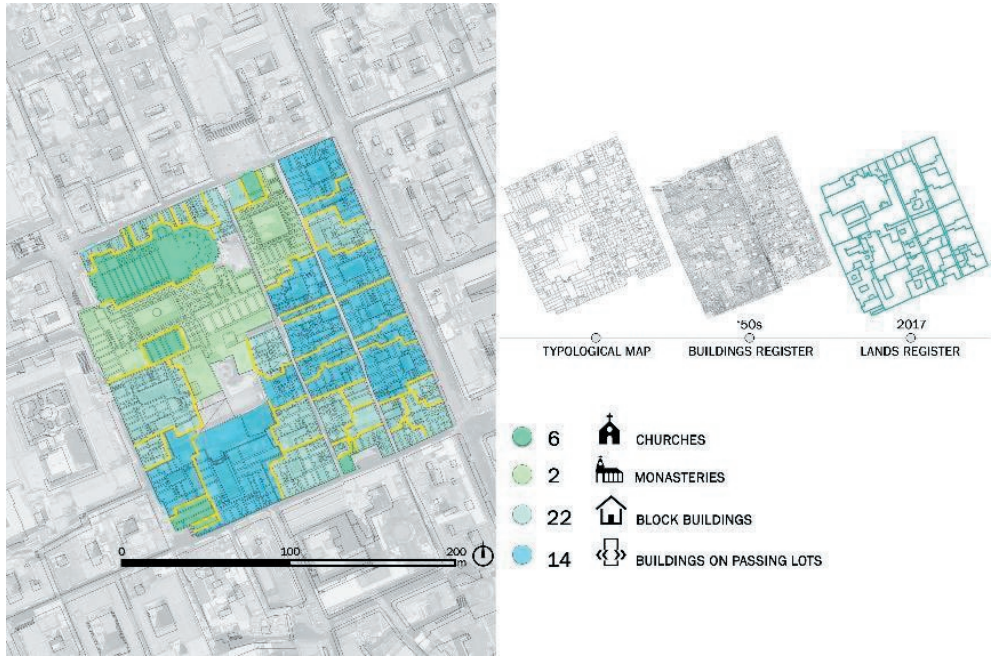 '50s
2017
TYPOLOGICAL MAP
BUILDINGS REGISTER
LANDS REGISTER
6 CHURCHES
2 MONASTERIES
22 BLOCK BUILDINGS
14 BUILDINGS ON PASSING LOTS
0 100 200
m